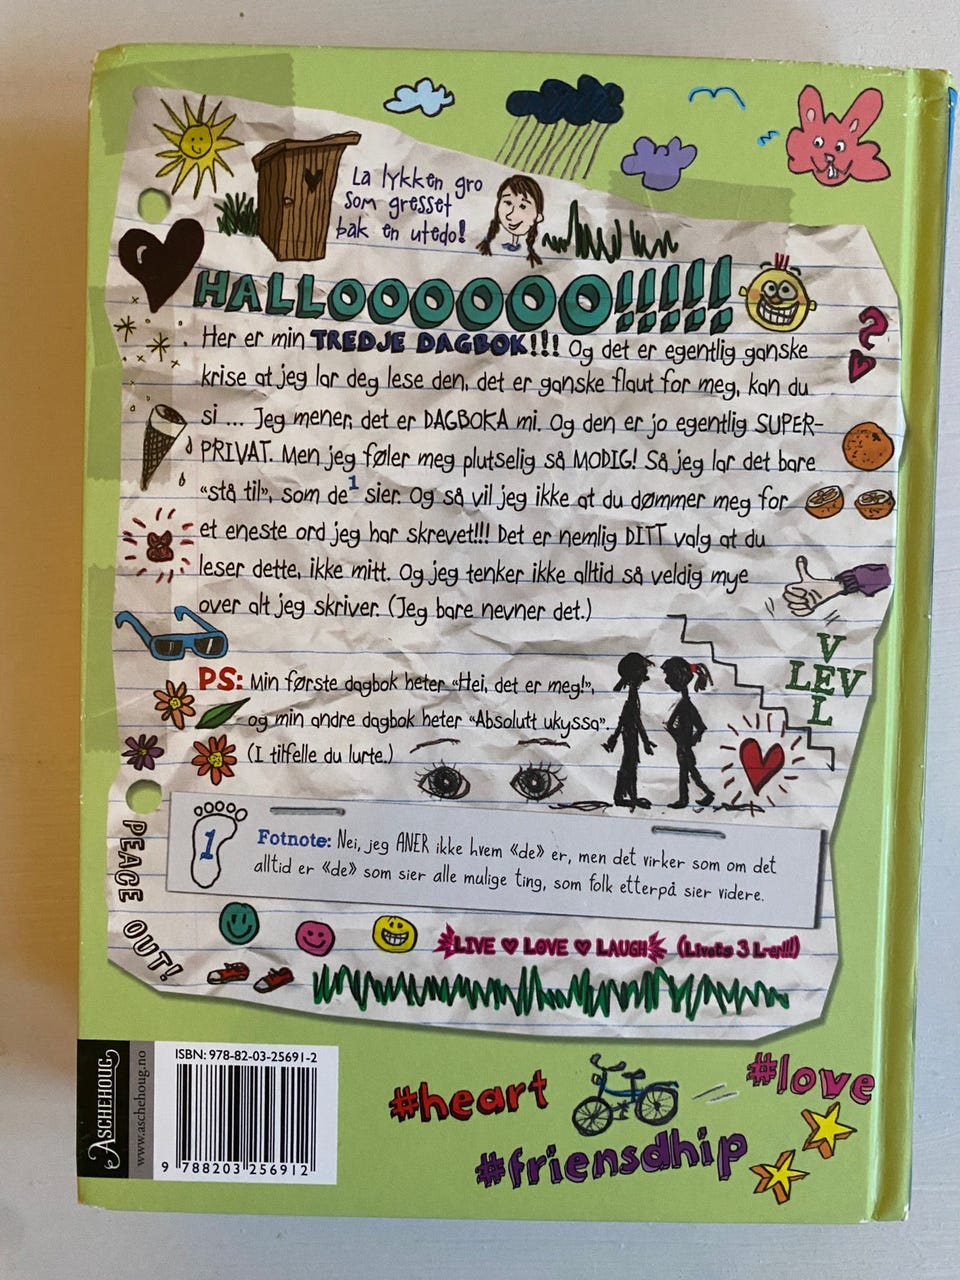 La lykken gro
som gresset
bak en utedo!
HALLOOOOOO!!!!!
Her er min TREDJE DAGBOK!!! Og det er egentlig ganske
krise at jeg lar deg lese den, det er ganske flaut for meg, kan du
si ... Jeg mener, det er DAGBOKA mi. Og den er jo egentlig SUPER-
PRIVAT. Men jeg føler meg plutselig så MODIG! Så jeg lar det bare
«stå til», som de1 sier. Og så vil jeg ikke at du dømmer meg for
et eneste ord jeg har skrevet!!! Det er nemlig DITT valg at du
leser dette, ikke mitt. Og jeg tenker ikke alltid så veldig mye
over alt jeg skriver. (Jeg bare nevner det.)
V
LEV
L
PS: Min første dagbok heter «Hei, det er meg!»,
og min andre dagbok heter «Absolutt ukyssa».
(I tilfelle du lurte.)
1
Fotnote: Nei, jeg ANER ikke hvem «de» er, men det virker som om det
alltid er «de» som sier alle mulige ting, som folk etterpå sier videre.
PEACE OUT!
LIVE ♥ LOVE ♥ LAUGH (Livets 3 L-er!!!)
ASCHEHOUG
www.aschehoug.no
ISBN: 978-82-03-25691-2
9 788203 256912
#heart
#love
#friensdhip